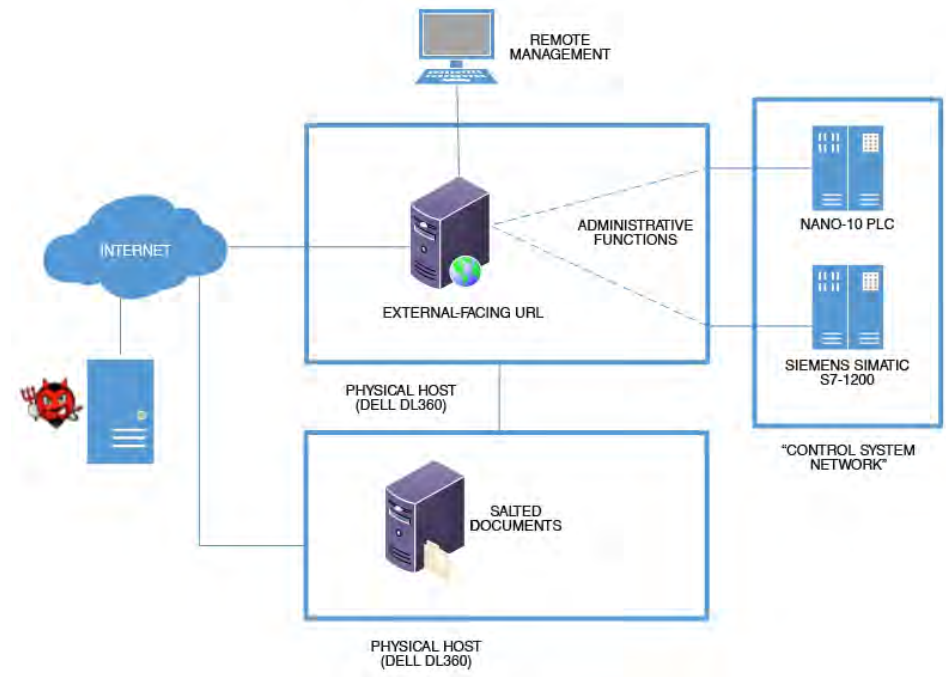 REMOTE
MANAGEMENT
INTERNET
ADMINISTRATIVE
FUNCTIONS
NANO-10 PLC
EXTERNAL-FACING URL
SIEMENS SIMATIC
S7-1200
PHYSICAL HOST
(DELL DL360)
"CONTROL SYSTEM
NETWORK"
SALTED
DOCUMENTS
PHYSICAL HOST
(DELL DL360)